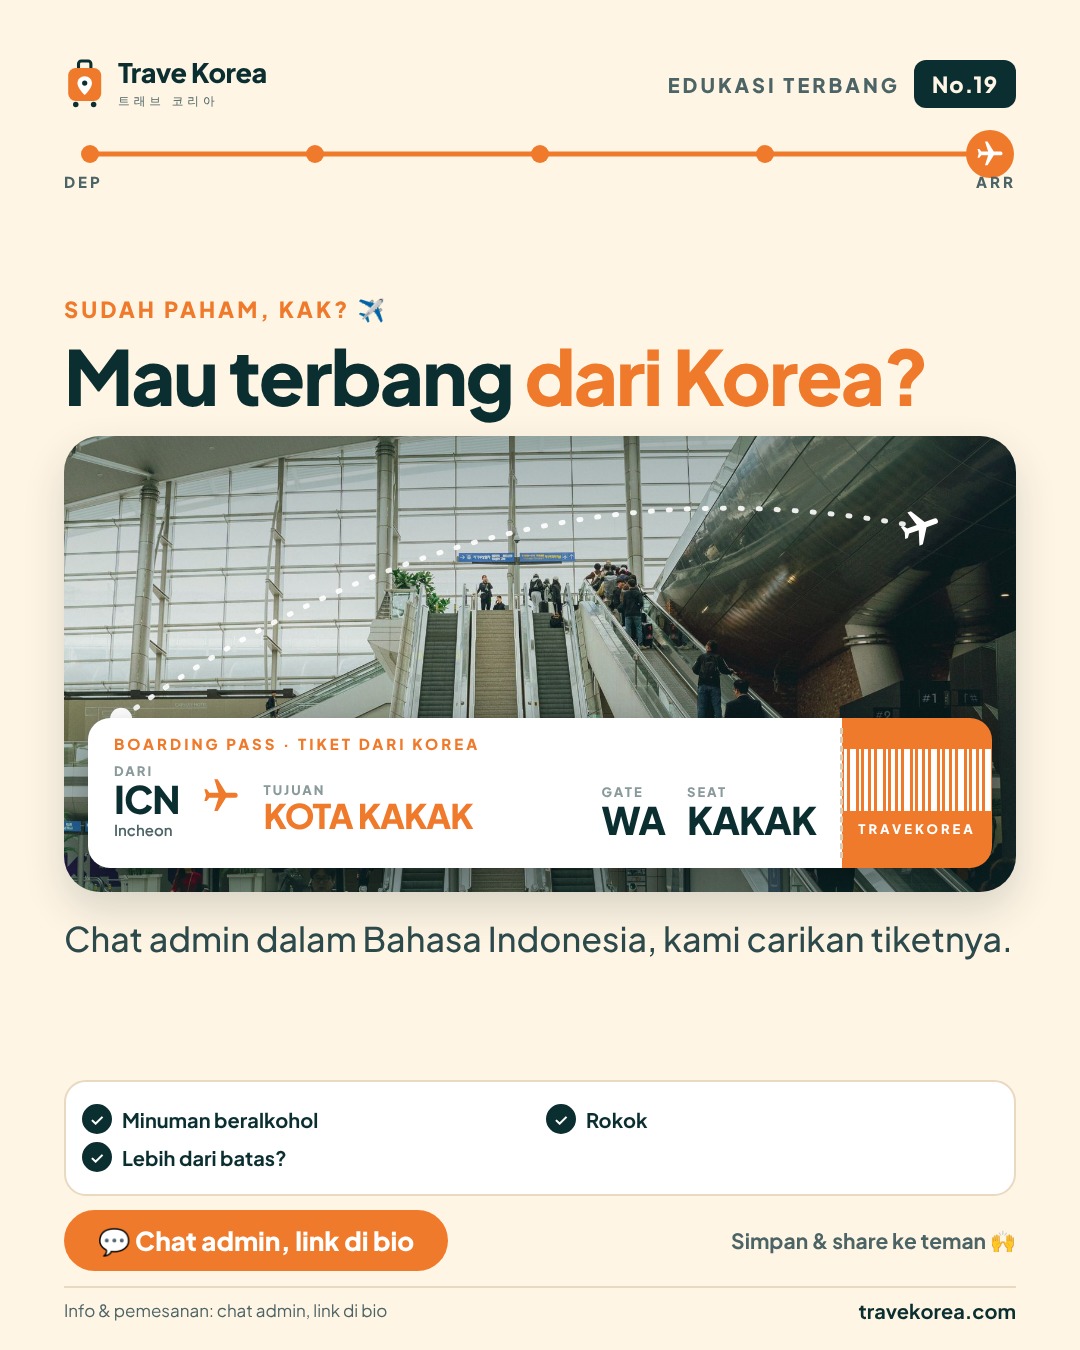 Trave Korea
트래브 코리아
EDUKASI TERBANG
No.19
DEP
ARR
SUDAH PAHAM, KAK? ✈️
Mau terbang dari Korea?
#1
#2
BOARDING PASS · TIKET DARI KOREA
DARI
ICN
Incheon
TUJUAN
KOTA KAKAK
GATE
WA
SEAT
KAKAK
TRAVEKOREA
Chat admin dalam Bahasa Indonesia, kami carikan tiketnya.
Minuman beralkohol
Rokok
Lebih dari batas?
💬 Chat admin, link di bio
Simpan & share ke teman 🙌
Info & pemesanan: chat admin, link di bio
travekorea.com